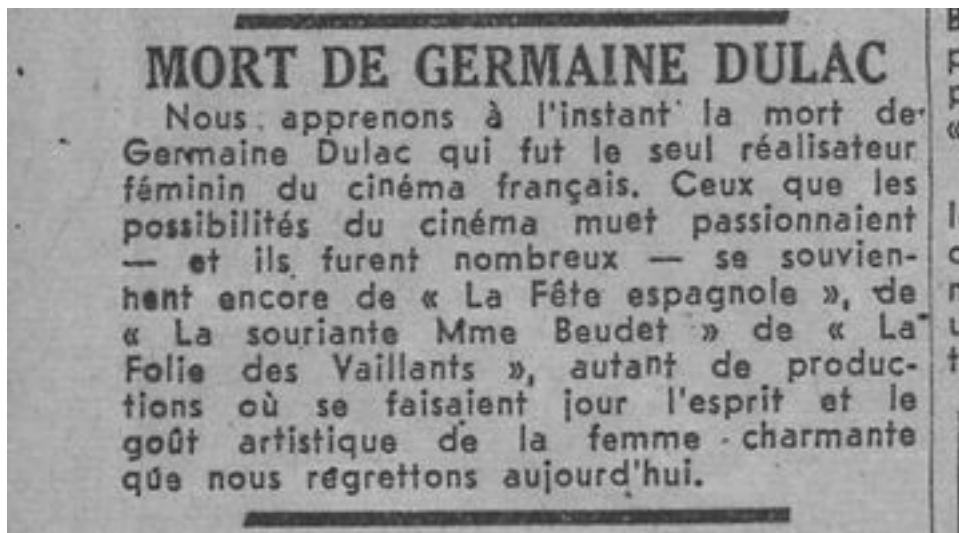 MORT DE GERMAINE DULAC
Nous apprenons à l'instant la mort de
Germaine Dulac qui fut le seul réalisateur
féminin du cinéma français. Ceux que les
possibilités du cinéma muet passionnaient
— et ils furent nombreux — se souvien-
nent encore de « La Fête espagnole », de
« La souriante Mme Beudet » de « La
Folie des Vaillants », autant de produc-
tions où se faisaient jour l'esprit et le
goût artistique de la femme charmante
que nous regrettons aujourd'hui.